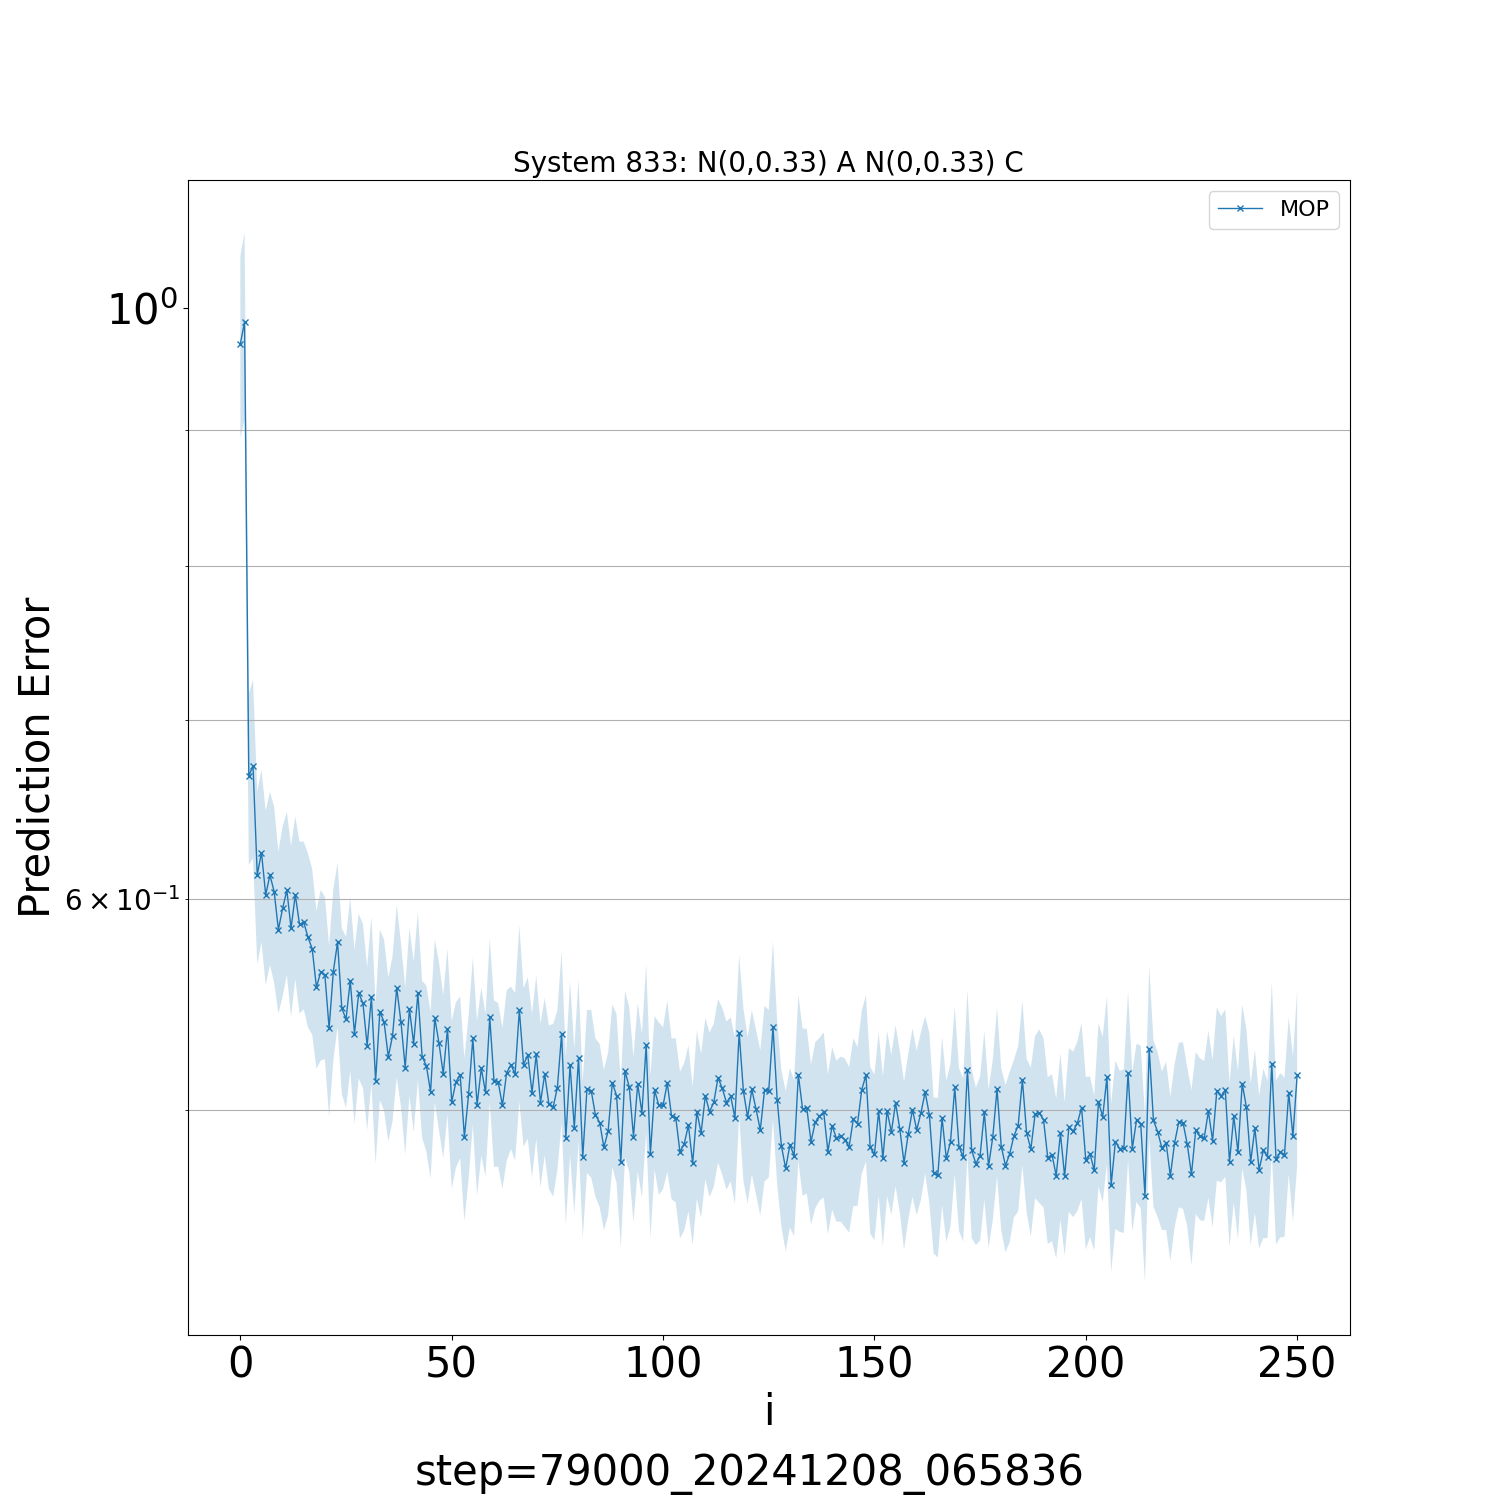 System 833: N(0,0.33) A N(0,0.33) C
MOP
10⁰
Prediction Error
6 × 10⁻¹
0 50 100 150 200 250
i
step=79000_20241208_065836